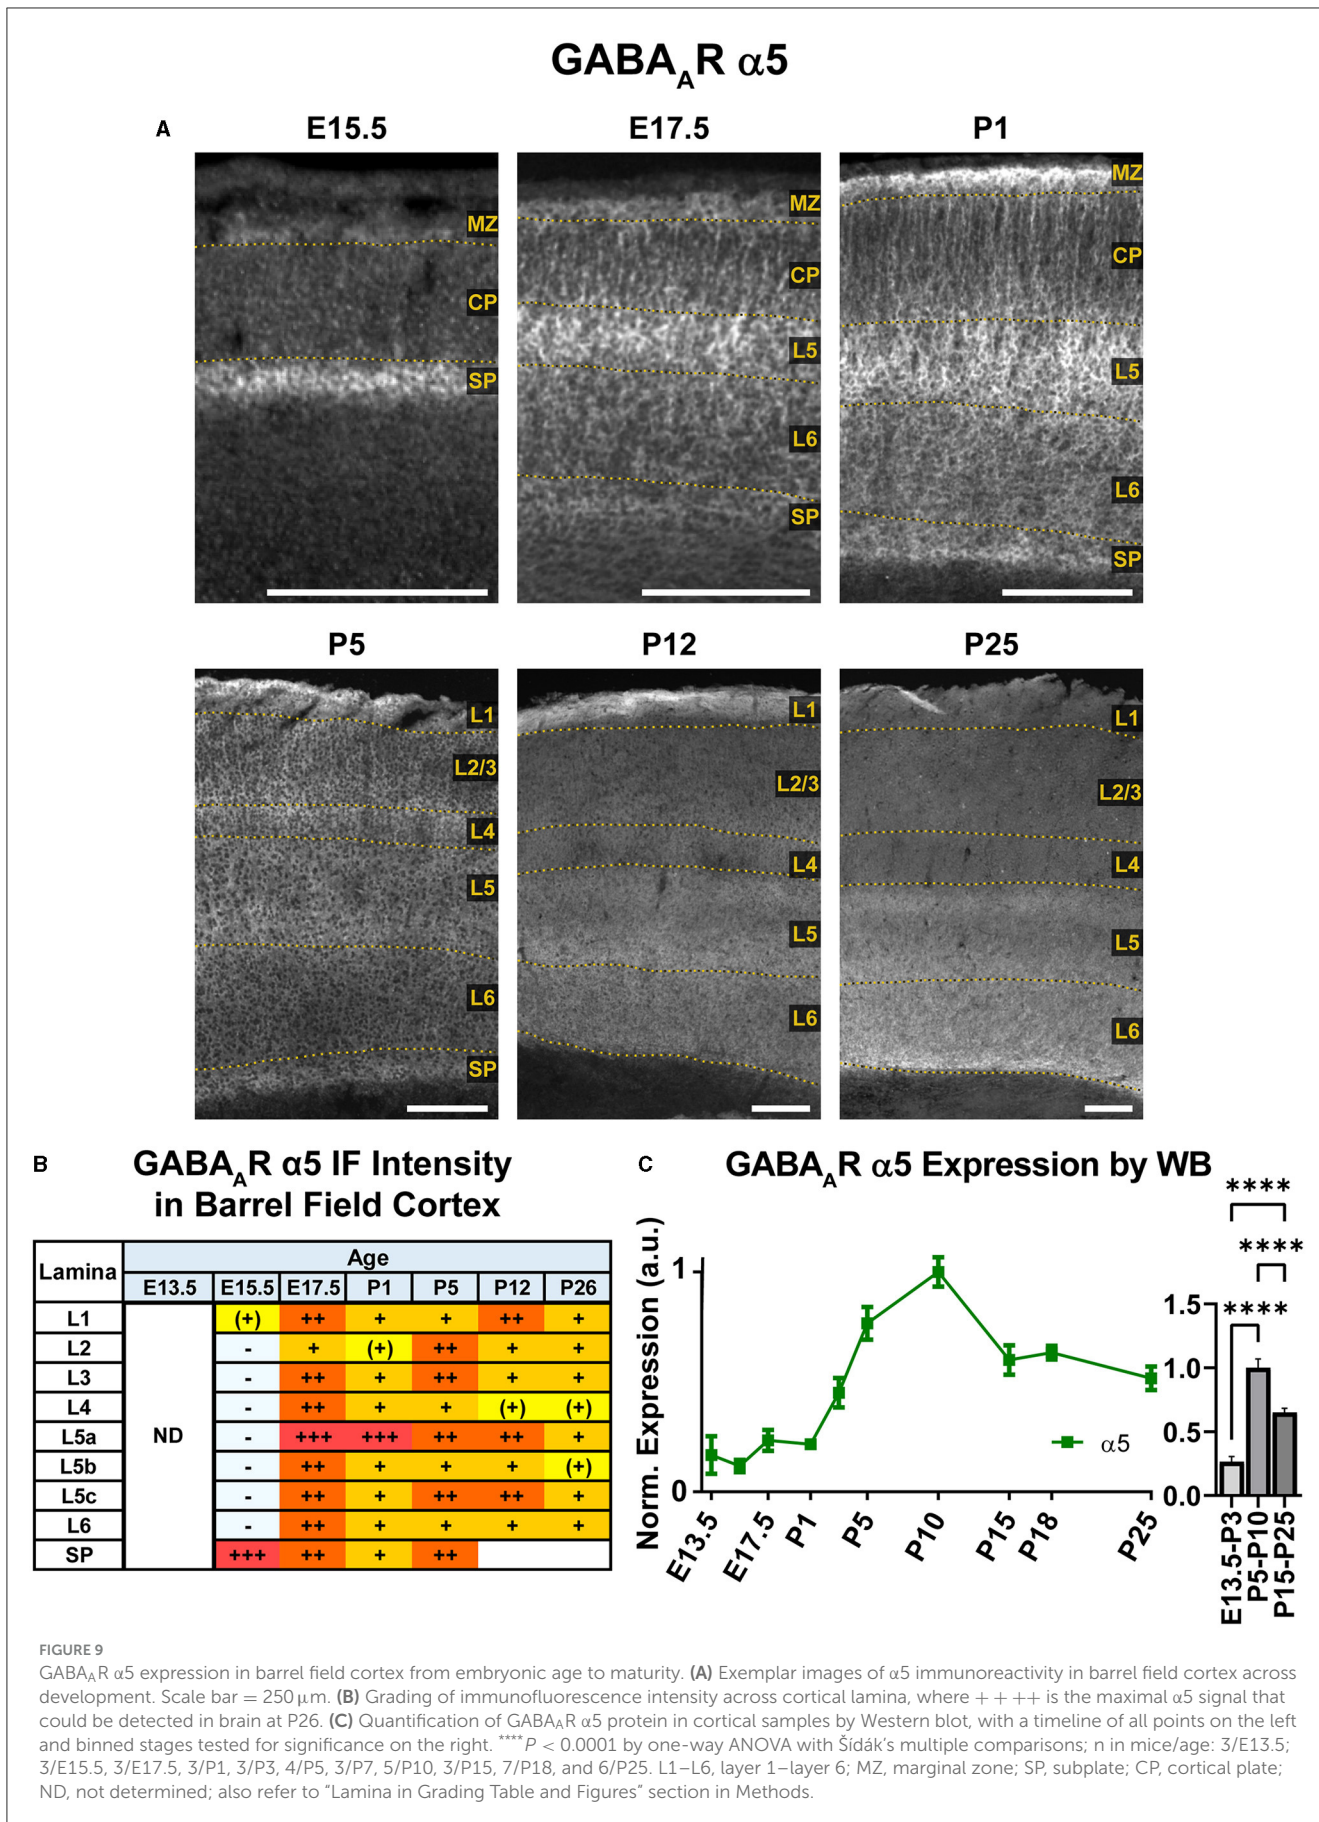 GABAAR α5
A
E15.5
E17.5
P1
MZ
CP
SP
MZ
CP
L5
L6
SP
MZ
CP
L5
L6
SP
P5
P12
P25
L1
L2/3
L4
L5
L6
SP
L1
L2/3
L4
L5
L6
L1
L2/3
L4
L5
L6
B
GABAAR α5 IF Intensity
in Barrel Field Cortex
Lamina Age
E13.5 E15.5 E17.5 P1 P5 P12 P26
L1 (+) ++ + + ++ +
L2 - + (+) ++ + +
L3 - ++ + ++ + +
L4 - ++ + + (+) (+)
L5a ND - +++ +++ ++ ++ +
L5b - ++ + + + (+)
L5c - ++ + ++ ++ +
L6 - ++ + + + +
SP +++ ++ + ++
C
GABAAR α5 Expression by WB
Norm. Expression (a.u.)
1
0
α5
E13.5
E17.5
P1
P5
P10
P15
P18
P25
****
****
****
1.5
1.0
0.5
0.0
E13.5-P3
P5-P10
P15-P25
FIGURE 9
GABAAR α5 expression in barrel field cortex from embryonic age to maturity. (A) Exemplar images of α5 immunoreactivity in barrel field cortex across
development. Scale bar = 250 μm. (B) Grading of immunofluorescence intensity across cortical lamina, where + + ++ is the maximal α5 signal that
could be detected in brain at P26. (C) Quantification of GABAAR α5 protein in cortical samples by Western blot, with a timeline of all points on the left
and binned stages tested for significance on the right. ****P < 0.0001 by one-way ANOVA with Šídák's multiple comparisons; n in mice/age: 3/E13.5;
3/E15.5, 3/E17.5, 3/P1, 3/P3, 4/P5, 3/P7, 5/P10, 3/P15, 7/P18, and 6/P25. L1–L6, layer 1–layer 6; MZ, marginal zone; SP, subplate; CP, cortical plate;
ND, not determined; also refer to "Lamina in Grading Table and Figures" section in Methods.